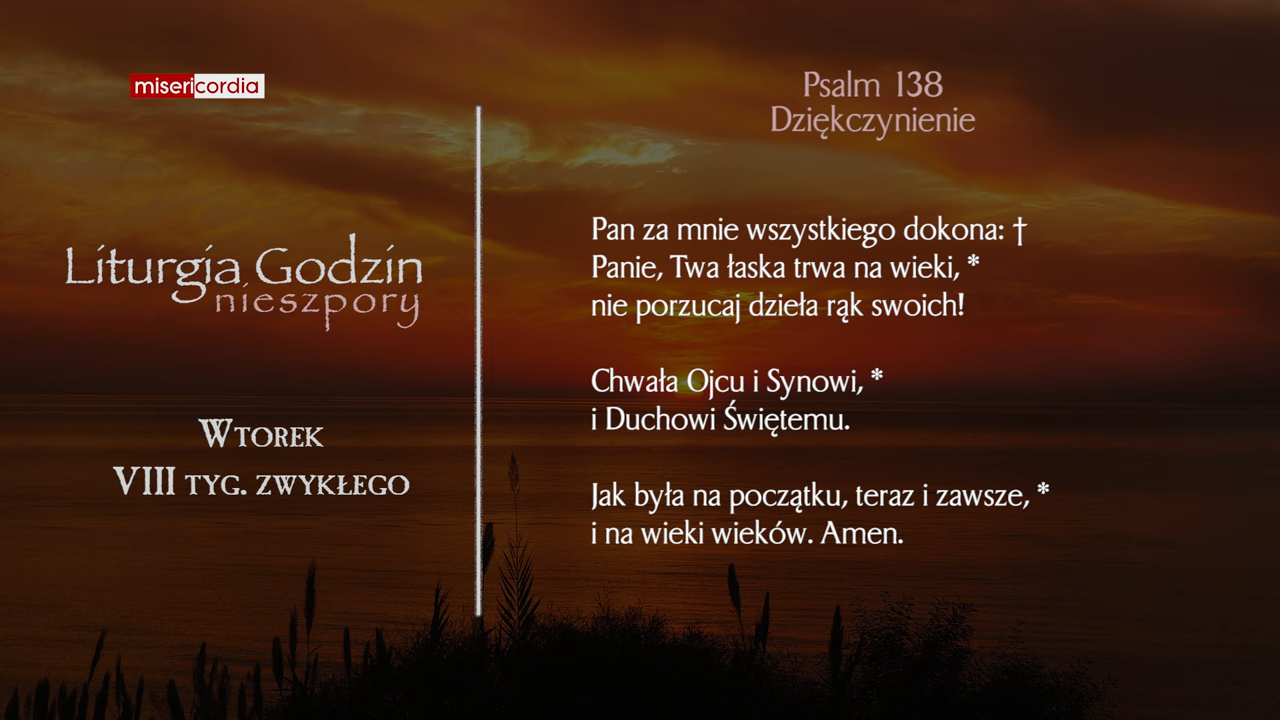 misericordia
Liturgia Godzin
nieszpory
Wtorek
VIII tyg. zwykłego
Psalm 138
Dziękczynienie
Pan za mnie wszystkiego dokona: †
Panie, Twa łaska trwa na wieki, *
nie porzucaj dzieła rąk swoich!
Chwała Ojcu i Synowi, *
i Duchowi Świętemu.
Jak była na początku, teraz i zawsze, *
i na wieki wieków. Amen.